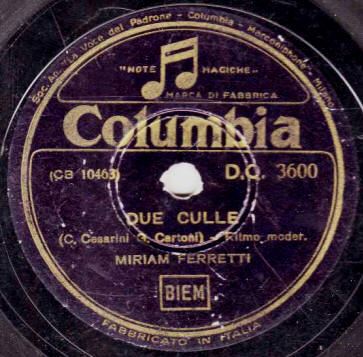 Soc. An. "La Voce del Padrone - Columbia - Marconiphone" - Milano
"NOTE MAGICHE"
MARCA DI FABBRICA
Columbia
(CB 10463) D.Q. 3600
DUE CULLE
(C. Cesarini G. Cartoni) - Ritmo moder.
MIRIAM FERRETTI
BIEM
FABBRICATO IN ITALIA